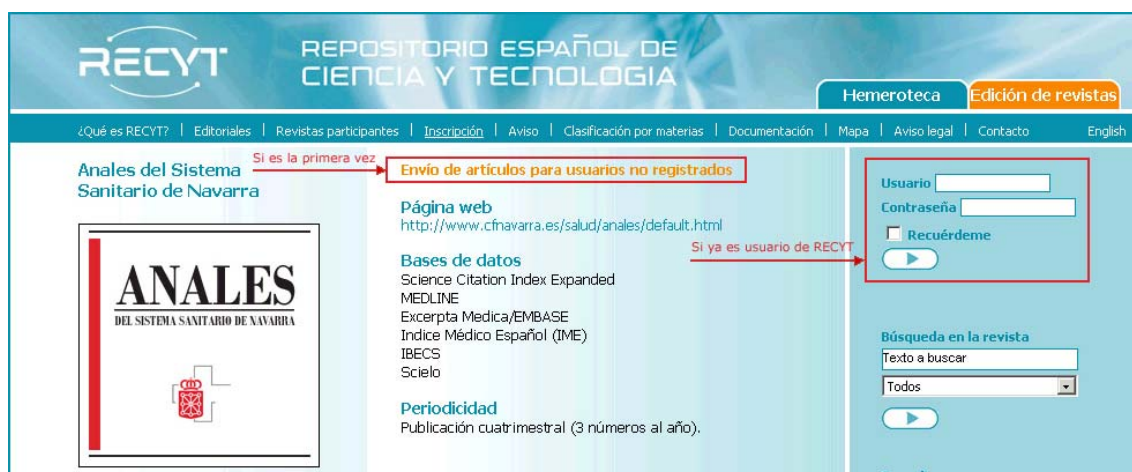 RECYT
REPOSITORIO ESPAÑOL DE
CIENCIA Y TECNOLOGIA
Hemeroteca
Edición de revistas
¿Qué es RECYT? | Editoriales | Revistas participantes | Inscripción | Aviso | Clasificación por materias | Documentación | Mapa | Aviso legal | Contacto
English
Anales del Sistema
Sanitario de Navarra
Si es la primera vez
ANALES
DEL SISTEMA SANITARIO DE NAVARRA
Envío de artículos para usuarios no registrados
Página web
http://www.cfnavarra.es/salud/anales/default.html
Bases de datos
Science Citation Index Expanded
MEDLINE
Excerpta Medica/EMBASE
Indice Médico Español (IME)
IBECS
Scielo
Periodicidad
Publicación cuatrimestral (3 números al año).
Si ya es usuario de RECYT
Usuario
Contraseña
Recuérdeme
Búsqueda en la revista
Texto a buscar
Todos